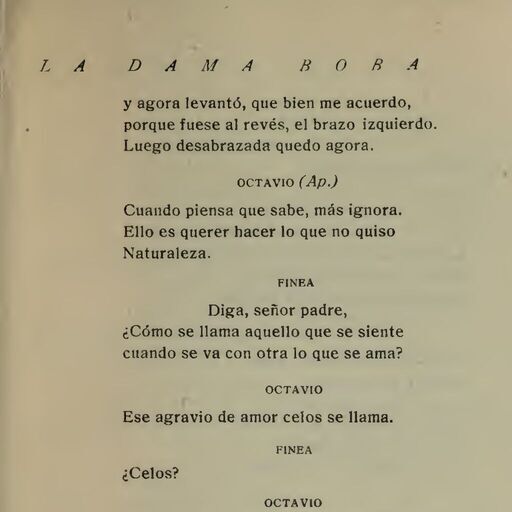 LA DAMA BOBA
y agora levantó, que bien me acuerdo,
porque fuese al revés, el brazo izquierdo.
Luego desabrazada quedo agora.
OCTAVIO (Ap.)
Cuando piensa que sabe, más ignora.
Ello es querer hacer lo que no quiso
Naturaleza.
FINEA
Diga, señor padre,
¿Cómo se llama aquello que se siente
cuando se va con otra lo que se ama?
OCTAVIO
Ese agravio de amor celos se llama.
FINEA
¿Celos?
OCTAVIO